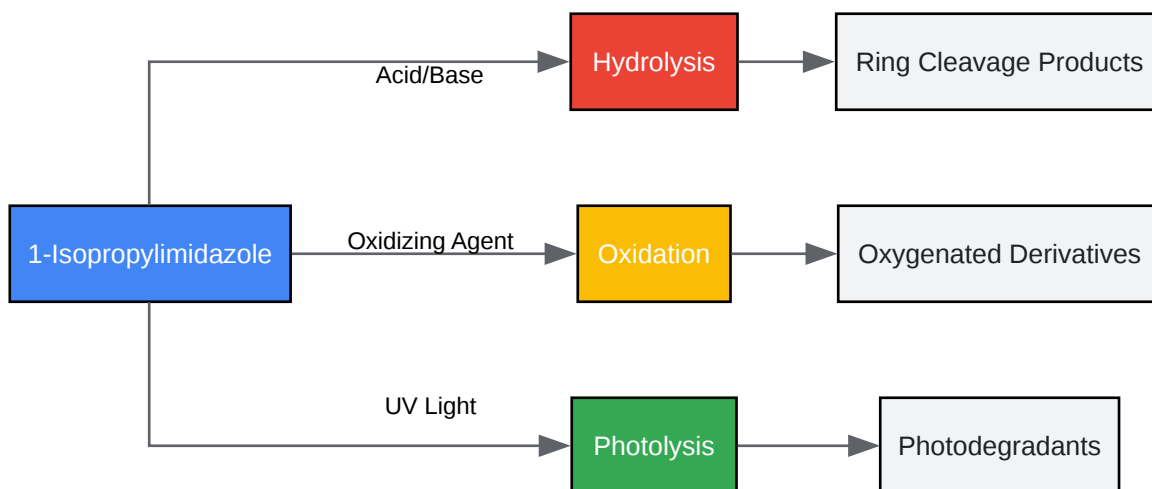 Acid/Base
Hydrolysis
Ring Cleavage Products
1-Isopropylimidazole
Oxidizing Agent
Oxidation
Oxygenated Derivatives
UV Light
Photolysis
Photodegradants